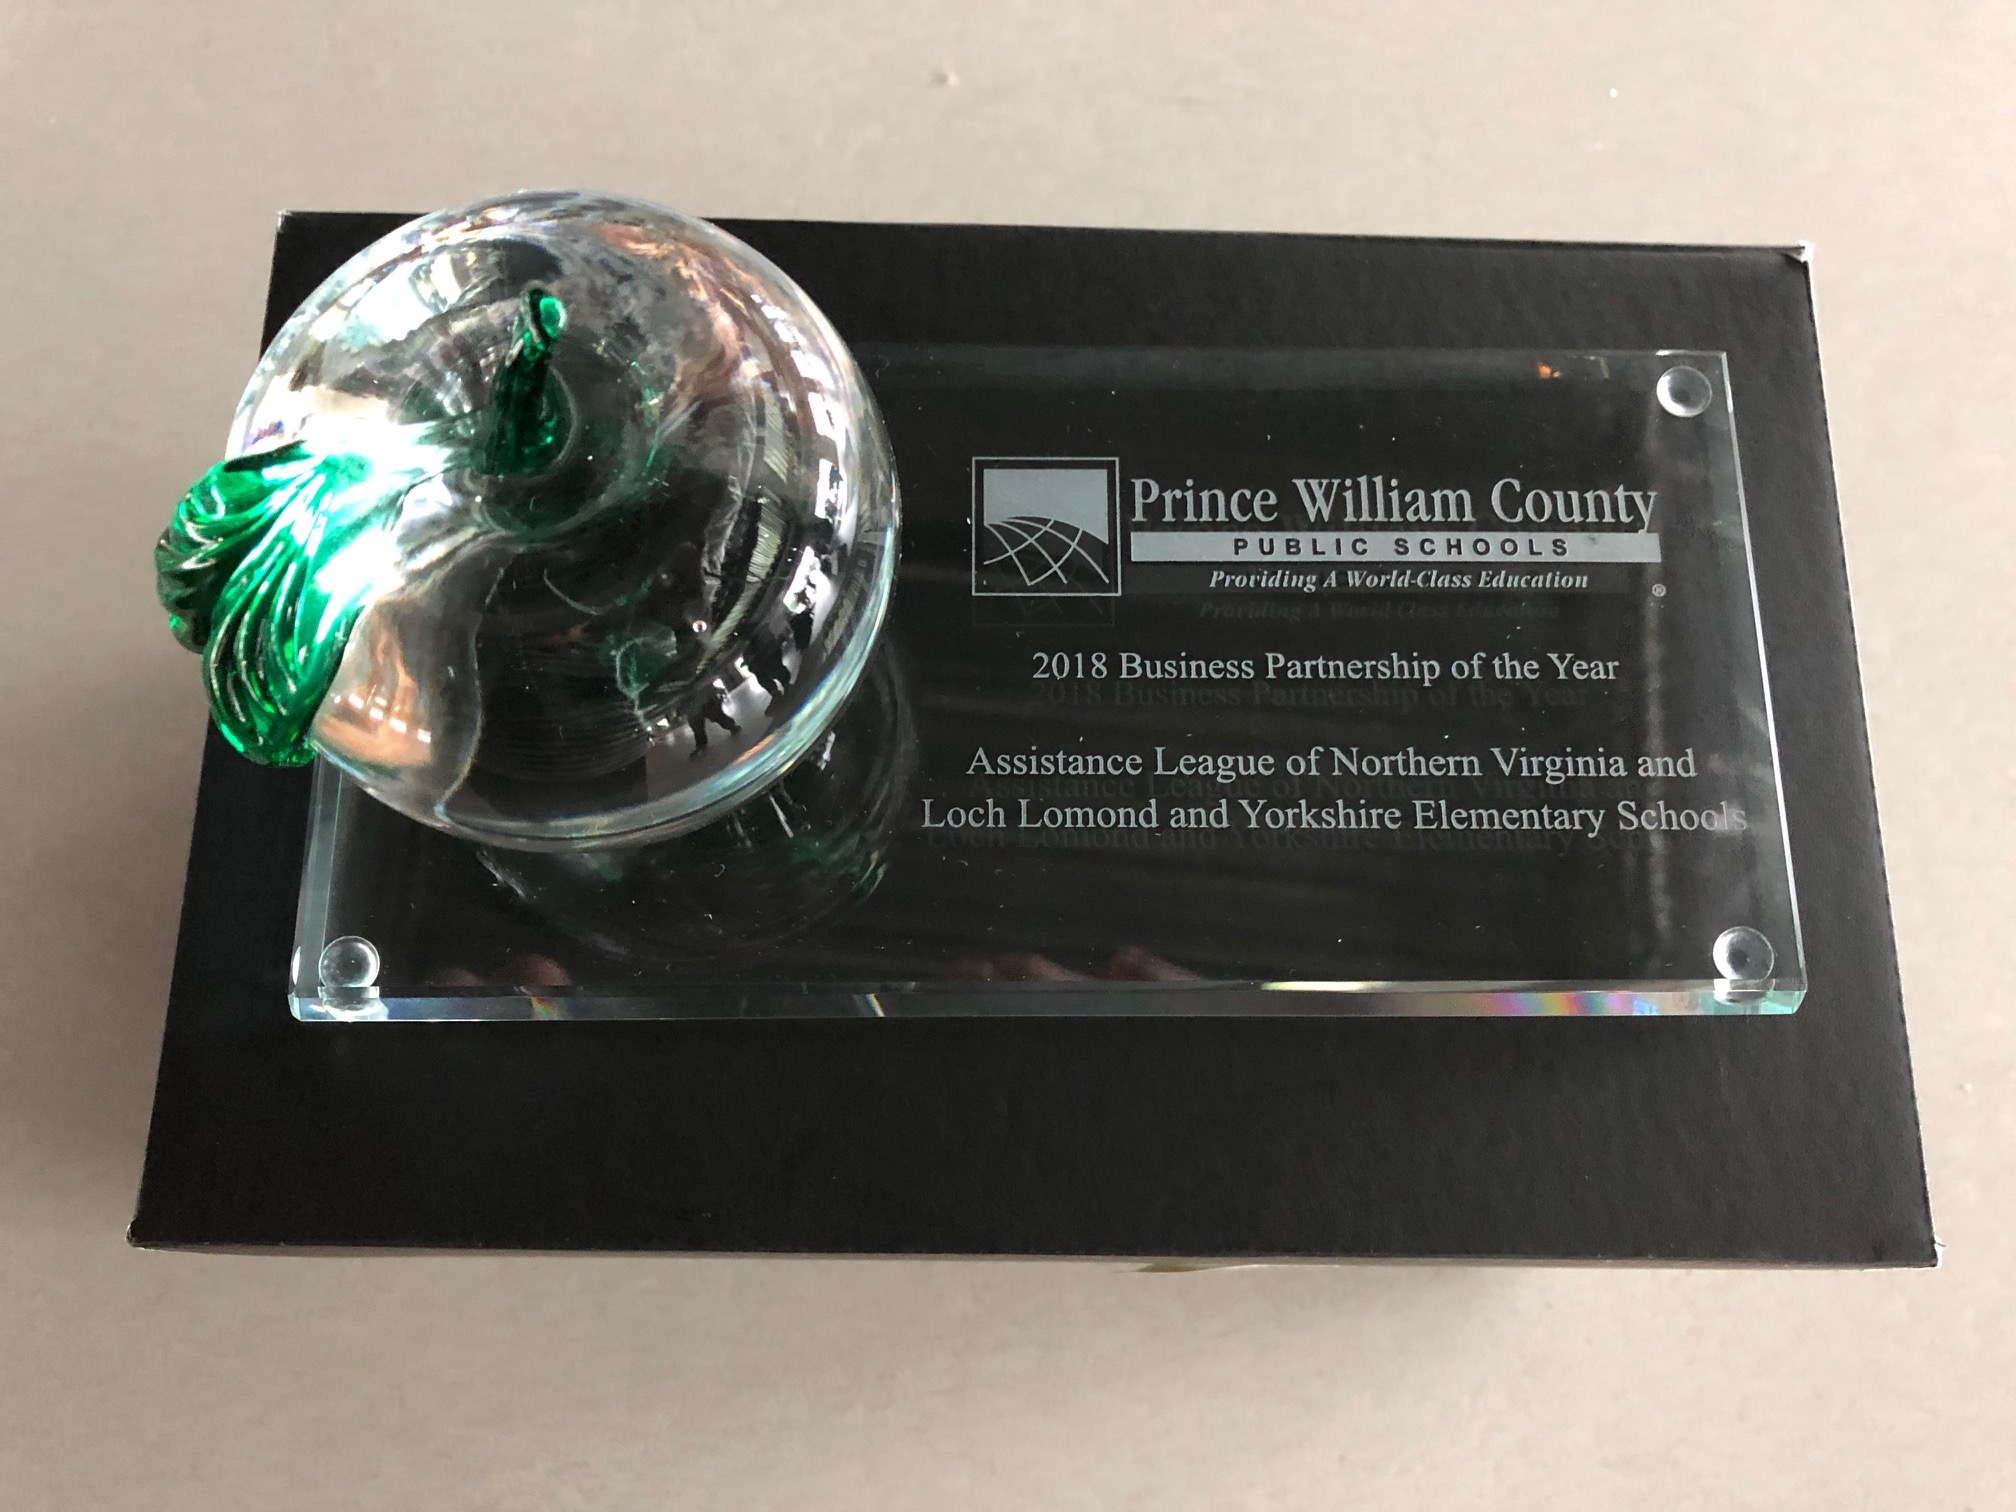 Prince William County
PUBLIC SCHOOLS
Providing A World-Class Education
®
2018 Business Partnership of the Year
Assistance League of Northern Virginia and
Loch Lomond and Yorkshire Elementary Schools